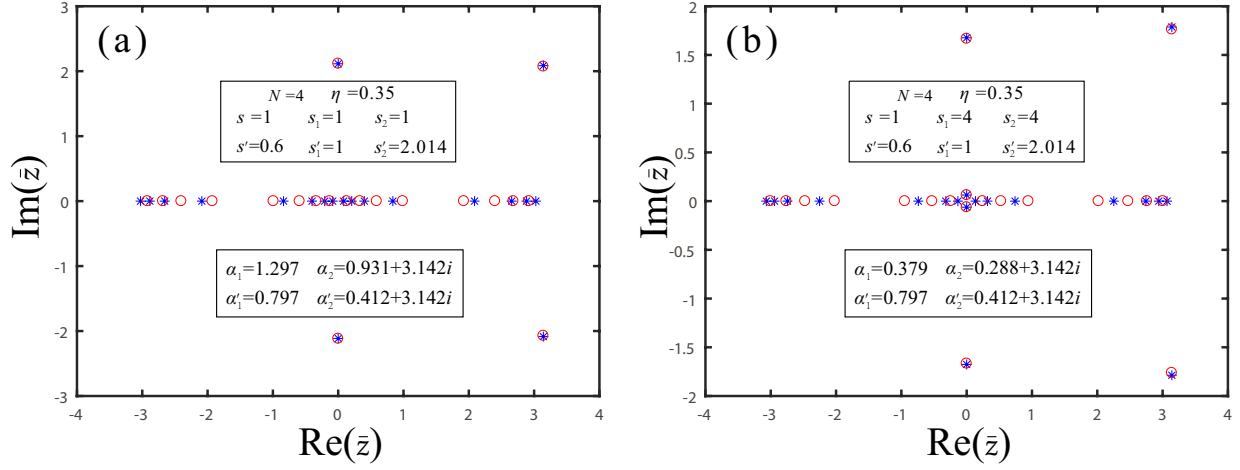 (a)
3
2
1
0
-1
-2
-3
N=4 η=0.35
s=1 s₁=1 s₂=1
s′=0.6 s′₁=1 s′₂=2.014
α₁=1.297 α₂=0.931+3.142i
α′₁=0.797 α′₂=0.412+3.142i
-4 -3 -2 -1 0 1 2 3 4
Re(z̄)
Im(z̄)
(b)
2
1.5
1
0.5
0
-0.5
-1
-1.5
-2
N=4 η=0.35
s=1 s₁=4 s₂=4
s′=0.6 s′₁=1 s′₂=2.014
α₁=0.379 α₂=0.288+3.142i
α′₁=0.797 α′₂=0.412+3.142i
-4 -3 -2 -1 0 1 2 3 4
Re(z̄)
Im(z̄)